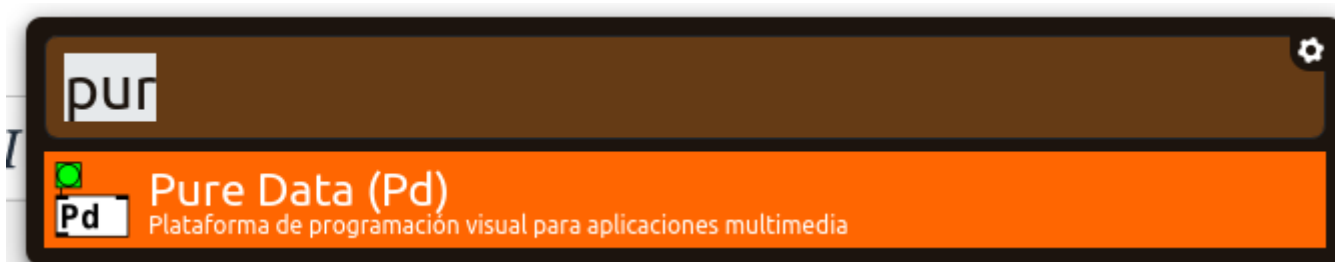 pur
I
Pure Data (Pd)
Pd
Plataforma de programación visual para aplicaciones multimedia